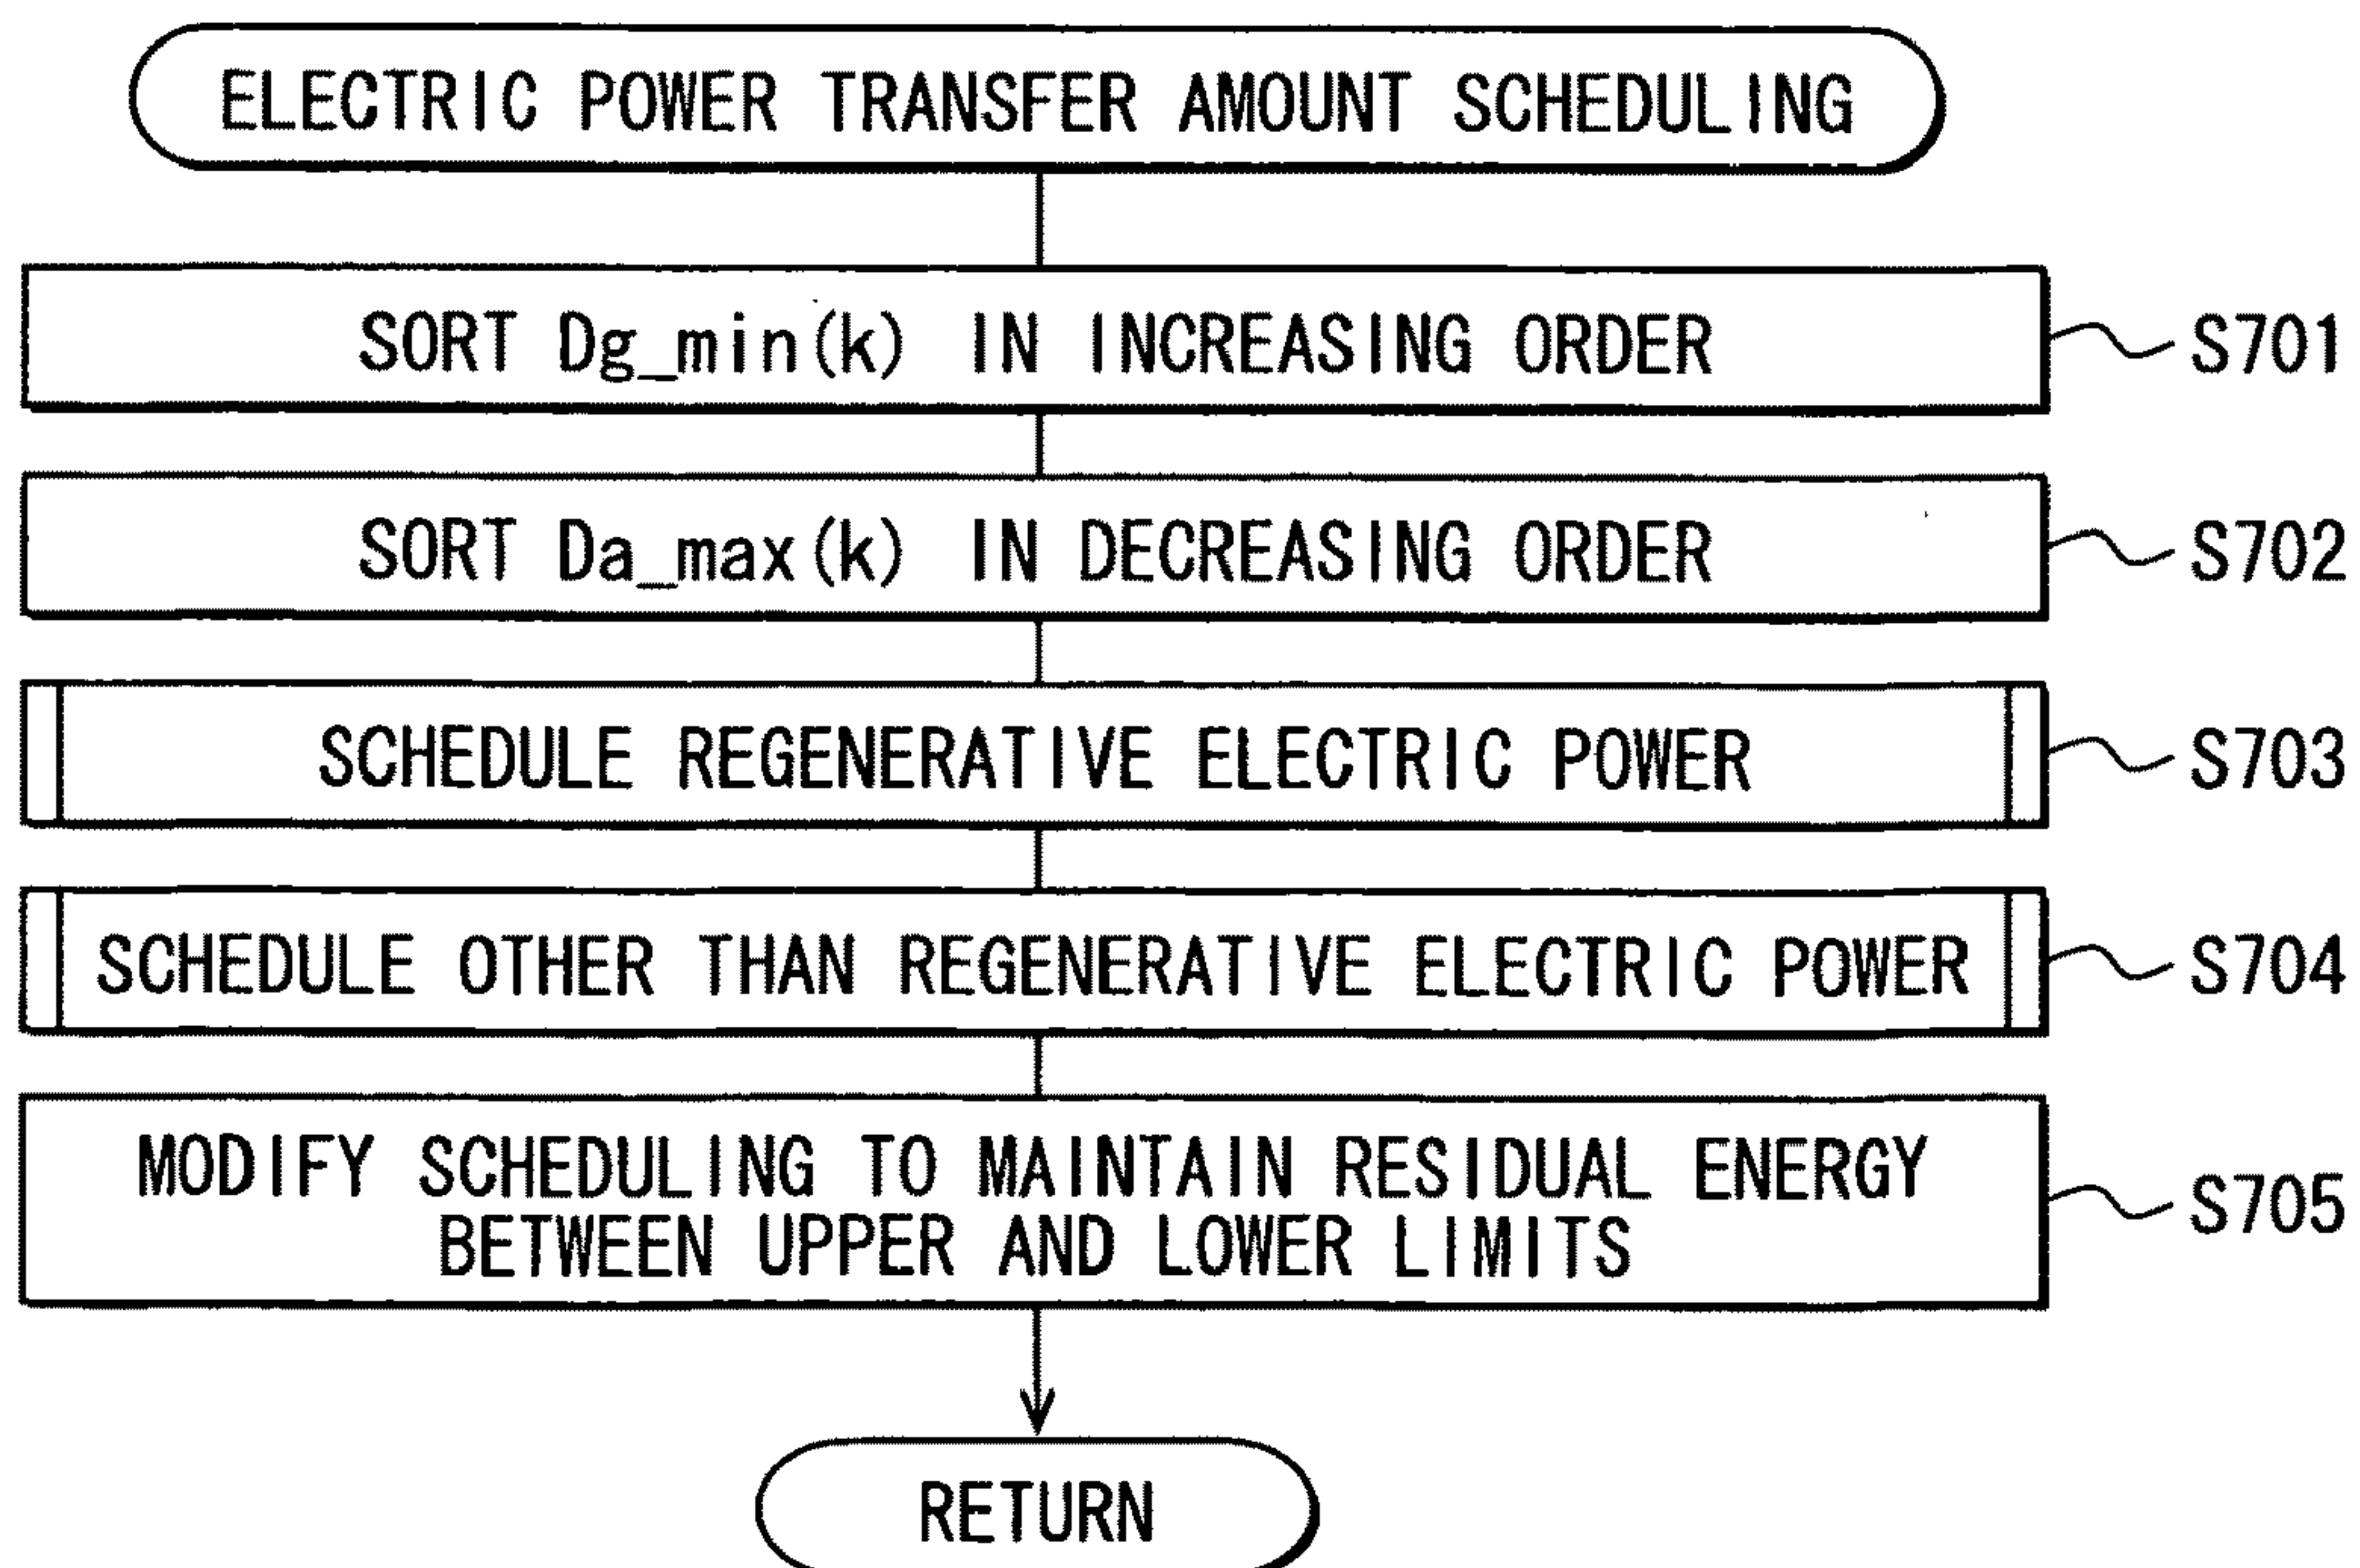 ELECTRIC POWER TRANSFER AMOUNT SCHEDULING
SORT Dg_min(k) IN INCREASING ORDER
S701
SORT Da_max(k) IN DECREASING ORDER
S702
SCHEDULE REGENERATIVE ELECTRIC POWER
S703
SCHEDULE OTHER THAN REGENERATIVE ELECTRIC POWER
S704
MODIFY SCHEDULING TO MAINTAIN RESIDUAL ENERGY
BETWEEN UPPER AND LOWER LIMITS
S705
RETURN